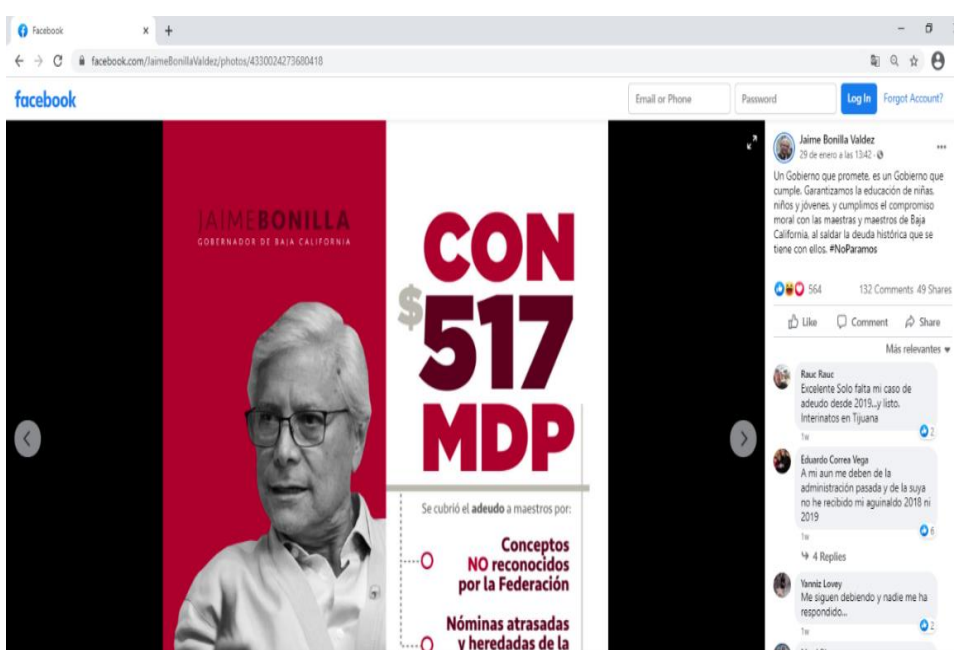 Facebook
facebook.com/JaimeBonillaValdez/photos/4330024273680418
facebook
Email or Phone
Password
Log In
Forgot Account?
JAIMEBONILLA
GOBERNADOR DE BAJA CALIFORNIA
CON
$517
MDP
Se cubrió el adeudo a maestros por:
Conceptos
NO reconocidos
por la Federación
Nóminas atrasadas
y heredadas de la
Jaime Bonilla Valdez
29 de enero a las 13:42
Un Gobierno que promete, es un Gobierno que
cumple. Garantizamos la educación de niñas,
niños y jóvenes, y cumplimos el compromiso
moral con las maestras y maestros de Baja
California, al saldar la deuda histórica que se
tiene con ellos. #NoParamos
564
132 Comments 49 Shares
Like
Comment
Share
Más relevantes
Rauc Rauc
Excelente Solo falta mi caso de
adeudo desde 2019...y listo.
Interinatos en Tijuana
1w
2
Eduardo Correa Vega
A mi aun me deben de la
administración pasada y de la suya
no he recibido mi aguinaldo 2018 ni
2019
1w
6
4 Replies
Yanniz Lovey
Me siguen debiendo y nadie me ha
respondido...
1w
2